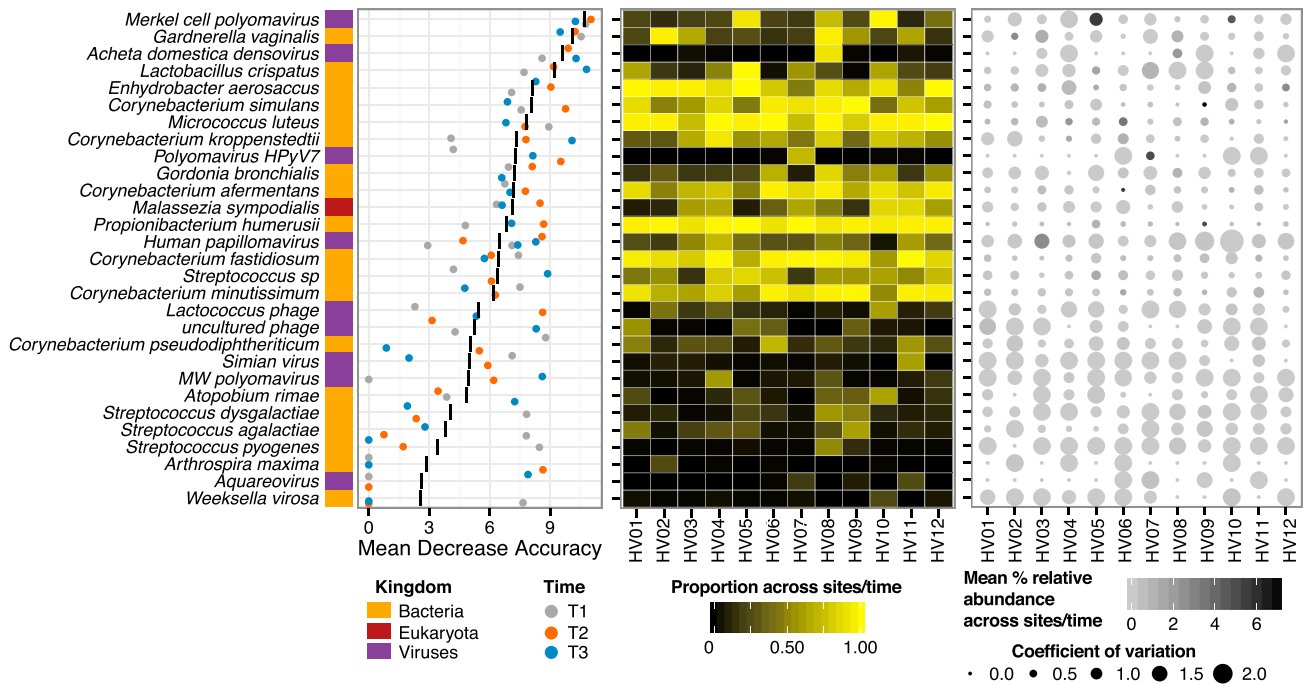 Merkel cell polyomavirus
Gardnerella vaginalis
Acheta domestica densovirus
Lactobacillus crispatus
Enhydrobacter aerosaccus
Corynebacterium simulans
Micrococcus luteus
Corynebacterium kroppenstedtii
Polyomavirus HPyV7
Gordonia bronchialis
Corynebacterium afermentans
Malassezia sympodialis
Propionibacterium humerusii
Human papillomavirus
Corynebacterium fastidiosum
Streptococcus sp
Corynebacterium minutissimum
Lactococcus phage
uncultured phage
Corynebacterium pseudodiphtheriticum
Simian virus
MW polyomavirus
Atopobium rimae
Streptococcus dysgalactiae
Streptococcus agalactiae
Streptococcus pyogenes
Arthrospira maxima
Aquareovirus
Weeksella virosa
0 3 6 9
Mean Decrease Accuracy
HV01 HV02 HV03 HV04 HV05 HV06 HV07 HV08 HV09 HV10 HV11 HV12
HV01 HV02 HV03 HV04 HV05 HV06 HV07 HV08 HV09 HV10 HV11 HV12
Kingdom
Bacteria
Eukaryota
Viruses
Time
T1
T2
T3
Proportion across sites/time
0 0.50 1.00
Mean % relative
abundance
across sites/time
0 2 4 6
Coefficient of variation
0.0 0.5 1.0 1.5 2.0